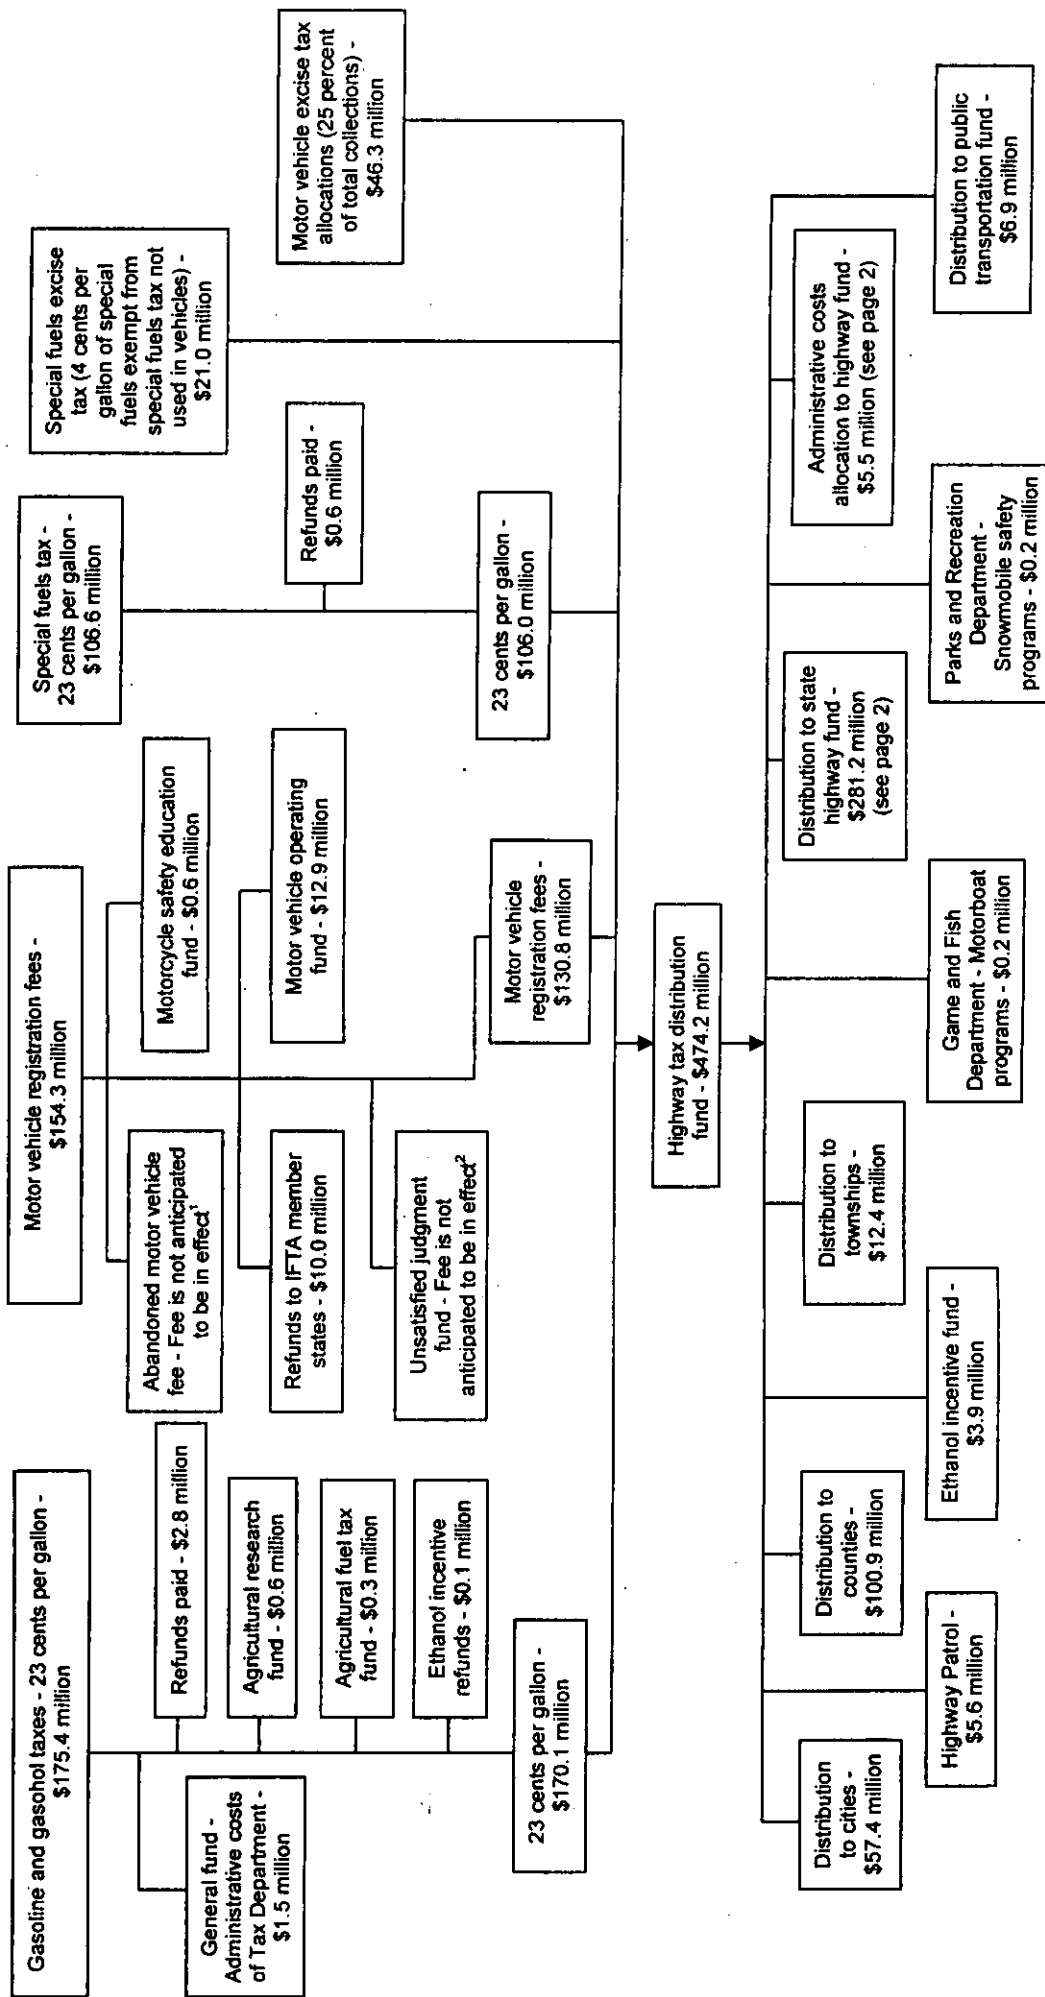 Gasoline and gasohol taxes - 23 cents per gallon -
$175.4 million
General fund -
Administrative costs
of Tax Department -
$1.5 million
Refunds paid - $2.8 million
Agricultural research
fund - $0.6 million
Agricultural fuel tax
fund - $0.3 million
Ethanol incentive
refunds - $0.1 million
23 cents per gallon -
$170.1 million
Motor vehicle registration fees -
$154.3 million
Abandoned motor vehicle
fee - Fee is not anticipated
to be in effect¹
Motorcycle safety education
fund - $0.6 million
Refunds to IFTA member
states - $10.0 million
Motor vehicle operating
fund - $12.9 million
Unsatisfied judgment
fund - Fee is not
anticipated to be in effect²
Motor vehicle
registration fees -
$130.8 million
Special fuels tax -
23 cents per gallon -
$106.6 million
Refunds paid -
$0.6 million
23 cents per gallon -
$106.0 million
Special fuels excise
tax (4 cents per
gallon of special
fuels exempt from
special fuels tax not
used in vehicles) -
$21.0 million
Motor vehicle excise tax
allocations (25 percent
of total collections) -
$46.3 million
Highway tax distribution
fund - $474.2 million
Distribution
to cities -
$57.4 million
Highway Patrol -
$5.6 million
Distribution to
counties -
$100.9 million
Ethanol incentive fund -
$3.9 million
Distribution to
townships -
$12.4 million
Game and Fish
Department - Motorboat
programs - $0.2 million
Distribution to state
highway fund -
$281.2 million
(see page 2)
Parks and Recreation
Department -
Snowmobile safety
programs - $0.2 million
Administrative costs
allocation to highway fund -
$5.5 million (see page 2)
Distribution to public
transportation fund -
$6.9 million